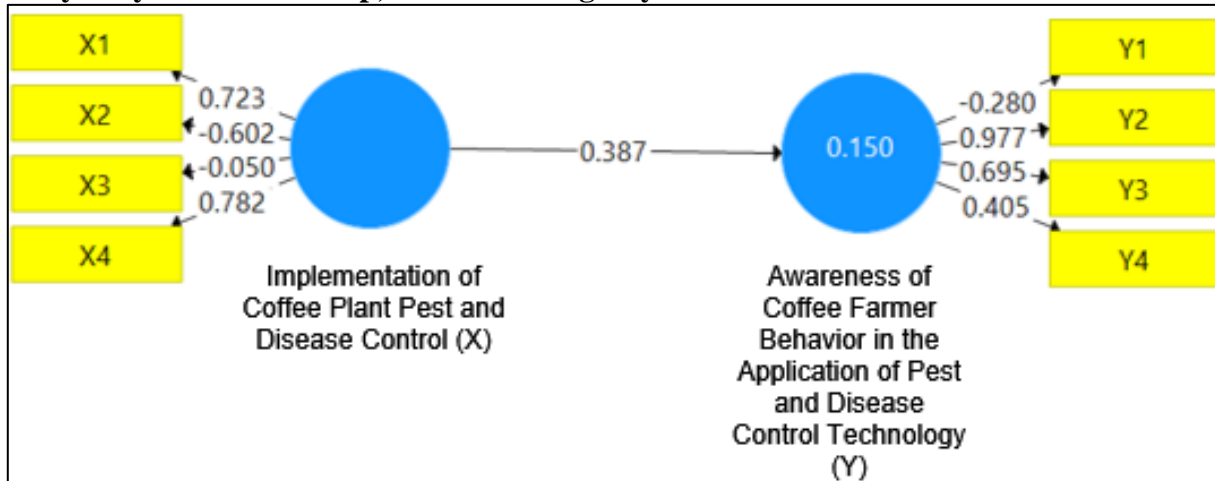 X1
X2
X3
X4
0.723
-0.602
-0.050
0.782
Implementation of
Coffee Plant Pest and
Disease Control (X)
0.387
0.150
Awareness of
Coffee Farmer
Behavior in the
Application of Pest
and Disease
Control Technology
(Y)
-0.280
0.977
0.695
0.405
Y1
Y2
Y3
Y4